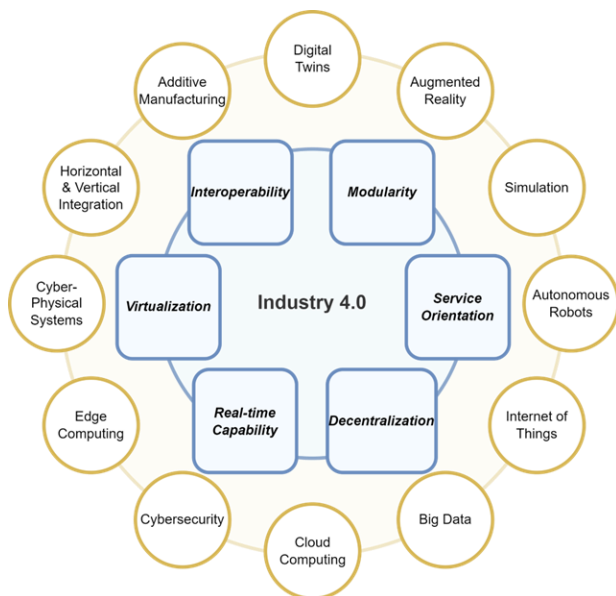 Digital
Twins
Additive
Manufacturing
Augmented
Reality
Horizontal
& Vertical
Integration
Interoperability
Modularity
Simulation
Cyber-
Physical
Systems
Virtualization
Industry 4.0
Service
Orientation
Autonomous
Robots
Edge
Computing
Real-time
Capability
Decentralization
Internet of
Things
Cybersecurity
Cloud
Computing
Big Data